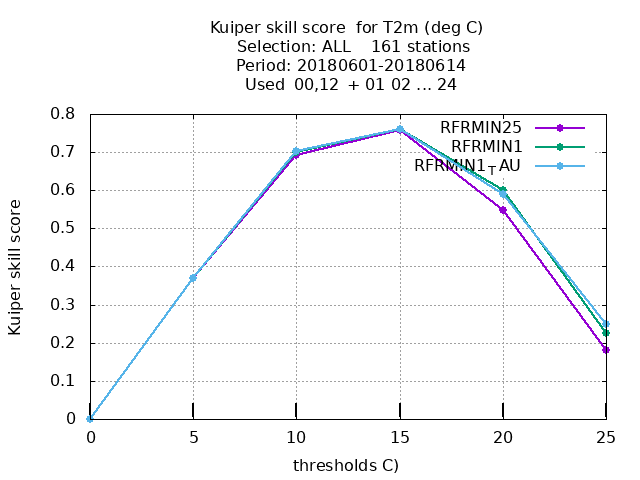 Kuiper skill score  for T2m (deg C)
Selection: ALL    161 stations
Period: 20180601-20180614
Used  00,12  + 01 02 ... 24
RFRMIN25
RFRMIN1
RFRMIN1TAU
Kuiper skill score
0.8
0.7
0.6
0.5
0.4
0.3
0.2
0.1
0
0 5 10 15 20 25
thresholds C)